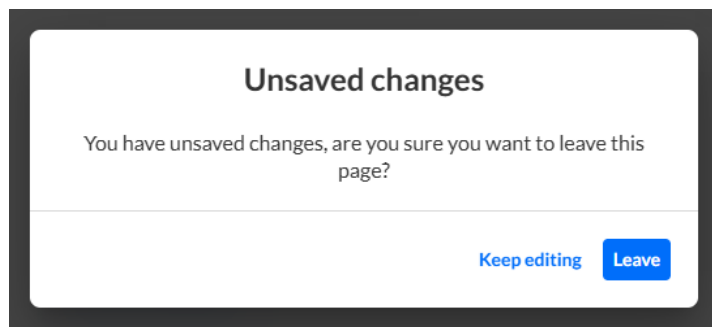 Unsaved changes
You have unsaved changes, are you sure you want to leave this
page?
Keep editing
Leave